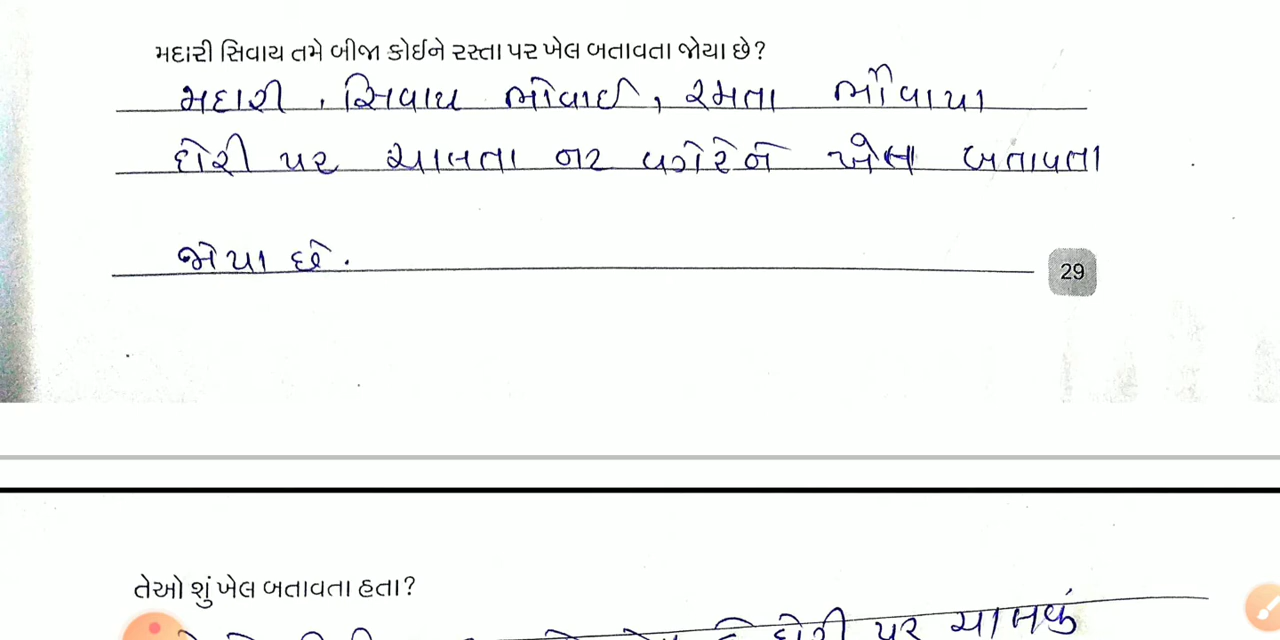 મદારી સિવાય તમે બીજા કોઈને રસ્તા પર ખેલ બતાવતા જોયા છે?
મદારી, સિવાય ભોવાઈ, રમતા ભોંવાયા
દોરી પર ચાલતા નટ વગેરેને ખેલ બતાવતા
જોયા છે.
29
તેઓ શું ખેલ બતાવતા હતા?
દોરી પર ચાલવું